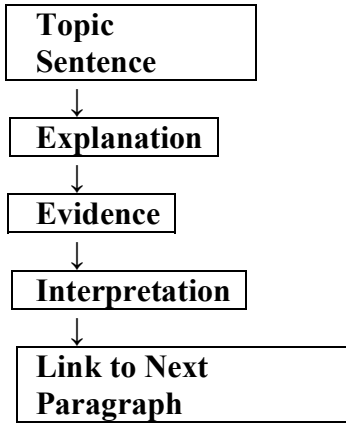 Topic
Sentence
↓
Explanation
↓
Evidence
↓
Interpretation
↓
Link to Next
Paragraph